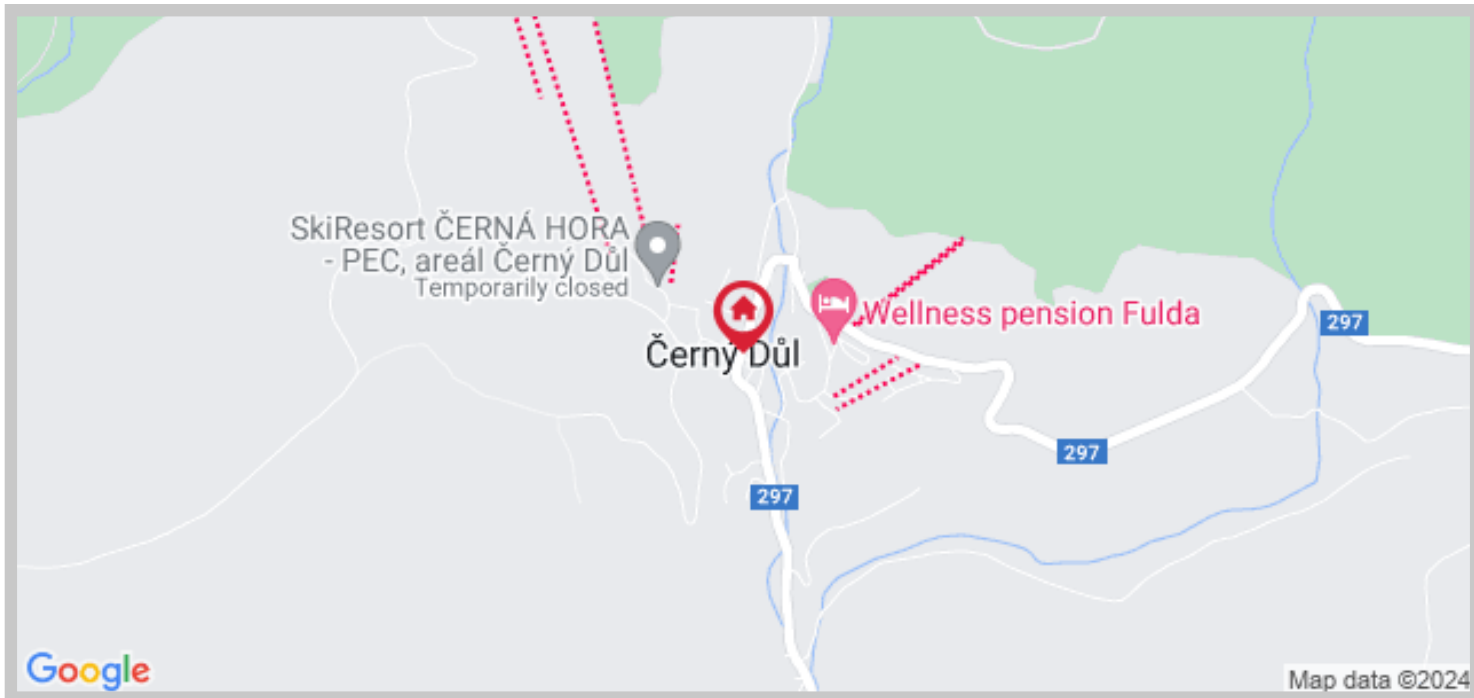 SkiResort ČERNÁ HORA
- PEC, areál Černý Důl
Temporarily closed
Wellness pension Fulda
297
Černý Důl
297
297
Google
Map data ©2024